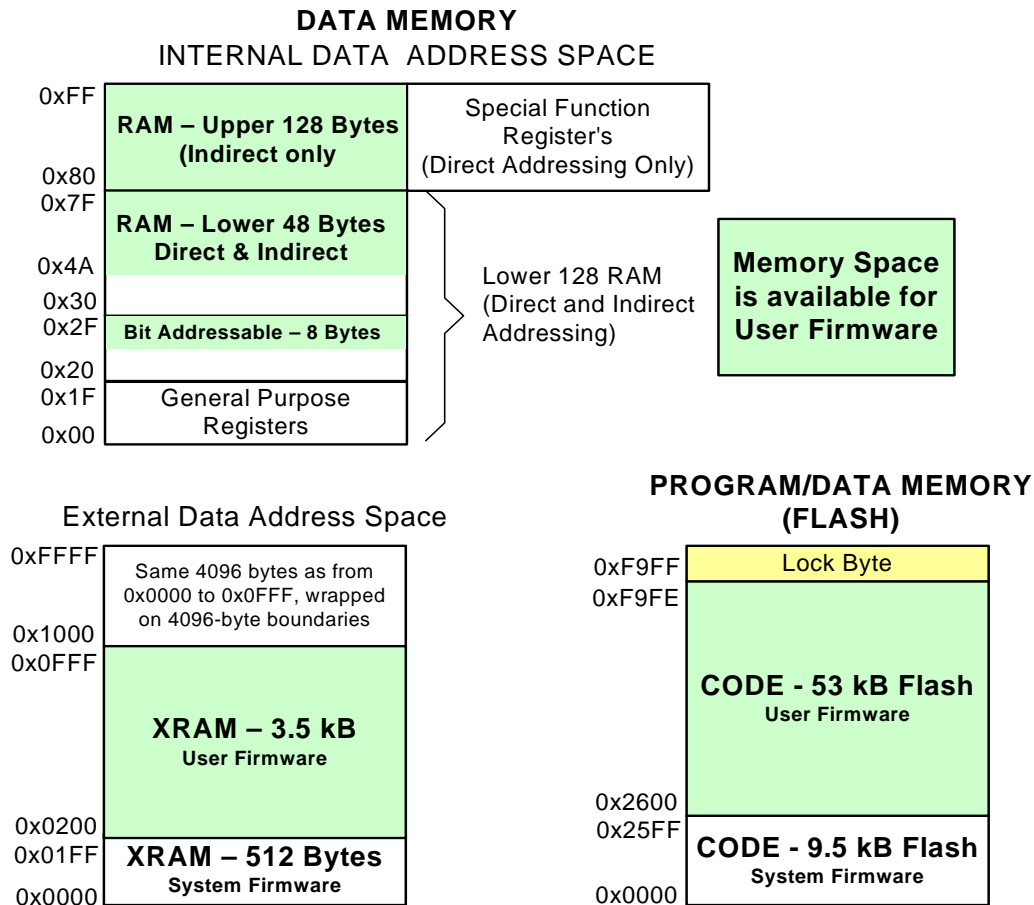 DATA MEMORY
INTERNAL DATA ADDRESS SPACE
0xFF
RAM – Upper 128 Bytes
(Indirect only
0x80
Special Function
Register's
(Direct Addressing Only)
0x7F
RAM – Lower 48 Bytes
Direct & Indirect
0x4A
0x30
0x2F
Bit Addressable – 8 Bytes
0x20
0x1F
General Purpose
Registers
0x00
Lower 128 RAM
(Direct and Indirect
Addressing)
Memory Space
is available for
User Firmware
External Data Address Space
0xFFFF
Same 4096 bytes as from
0x0000 to 0x0FFF, wrapped
on 4096-byte boundaries
0x1000
0x0FFF
XRAM – 3.5 kB
User Firmware
0x0200
0x01FF
XRAM – 512 Bytes
System Firmware
0x0000
PROGRAM/DATA MEMORY
(FLASH)
0xF9FF
Lock Byte
0xF9FE
CODE - 53 kB Flash
User Firmware
0x2600
0x25FF
CODE - 9.5 kB Flash
System Firmware
0x0000